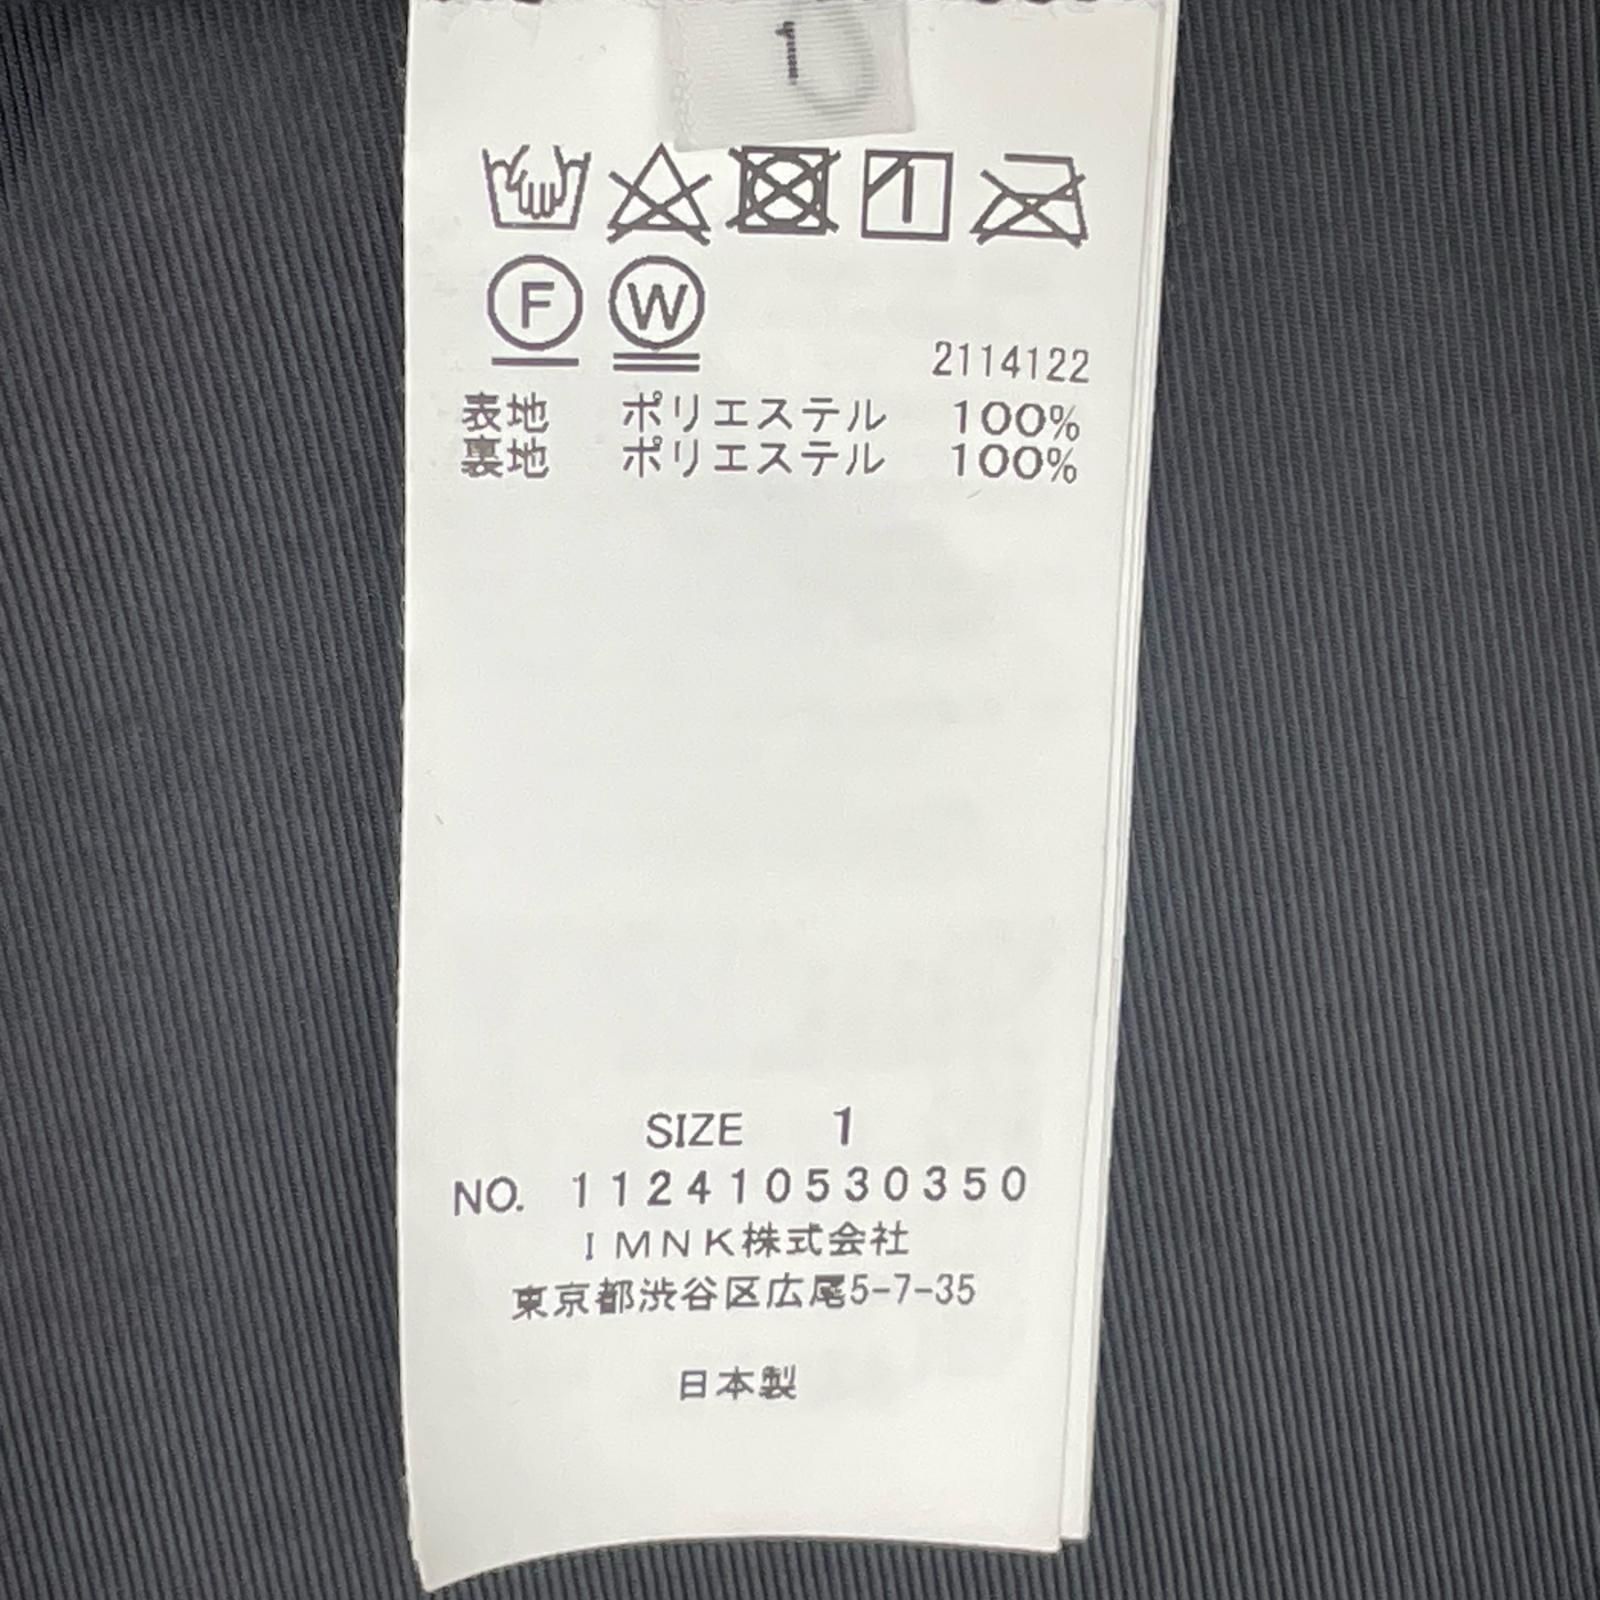 1
F W
2114122
表地 ポリエステル 100%
裏地 ポリエステル 100%
SIZE 1
NO. 112410530350
IMNK株式会社
東京都渋谷区広尾5-7-35
日本製